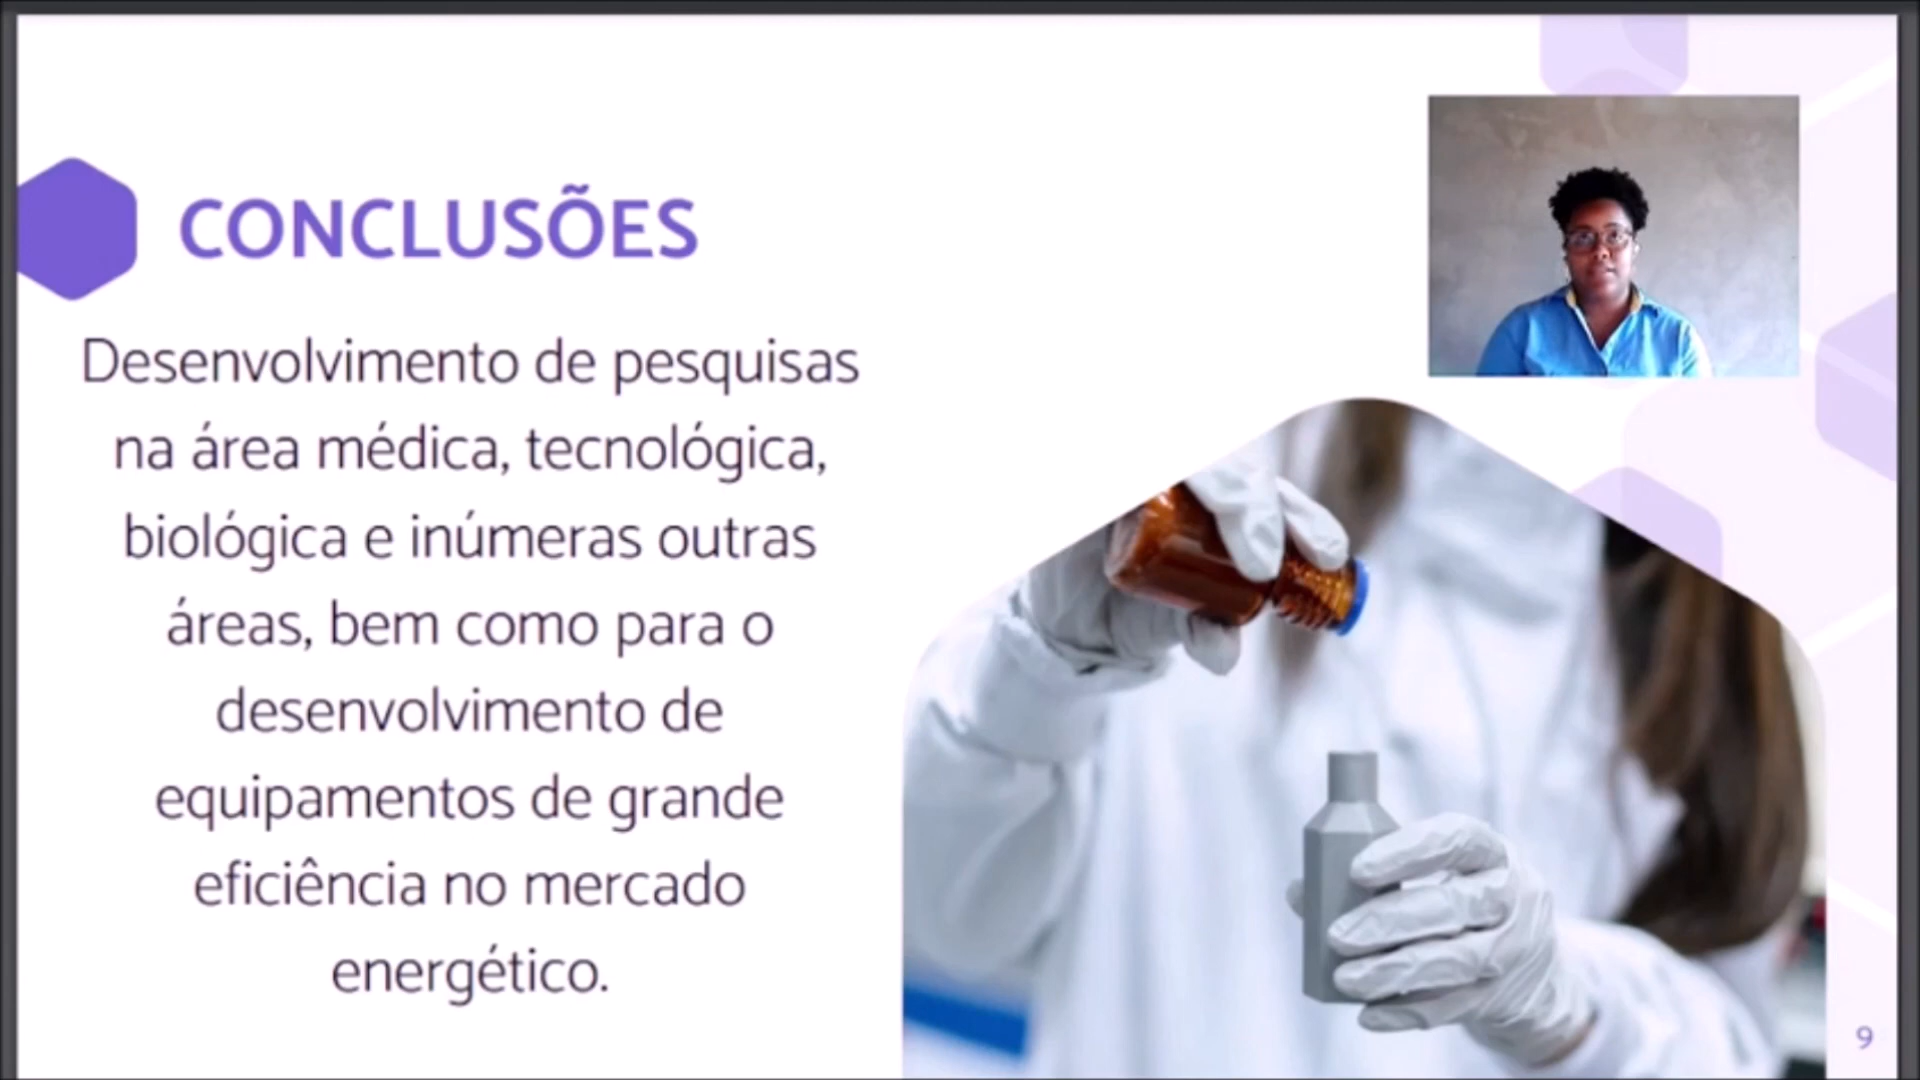 CONCLUSÕES
Desenvolvimento de pesquisas
na área médica, tecnológica,
biológica e inúmeras outras
áreas, bem como para o
desenvolvimento de
equipamentos de grande
eficiência no mercado
energético.
9